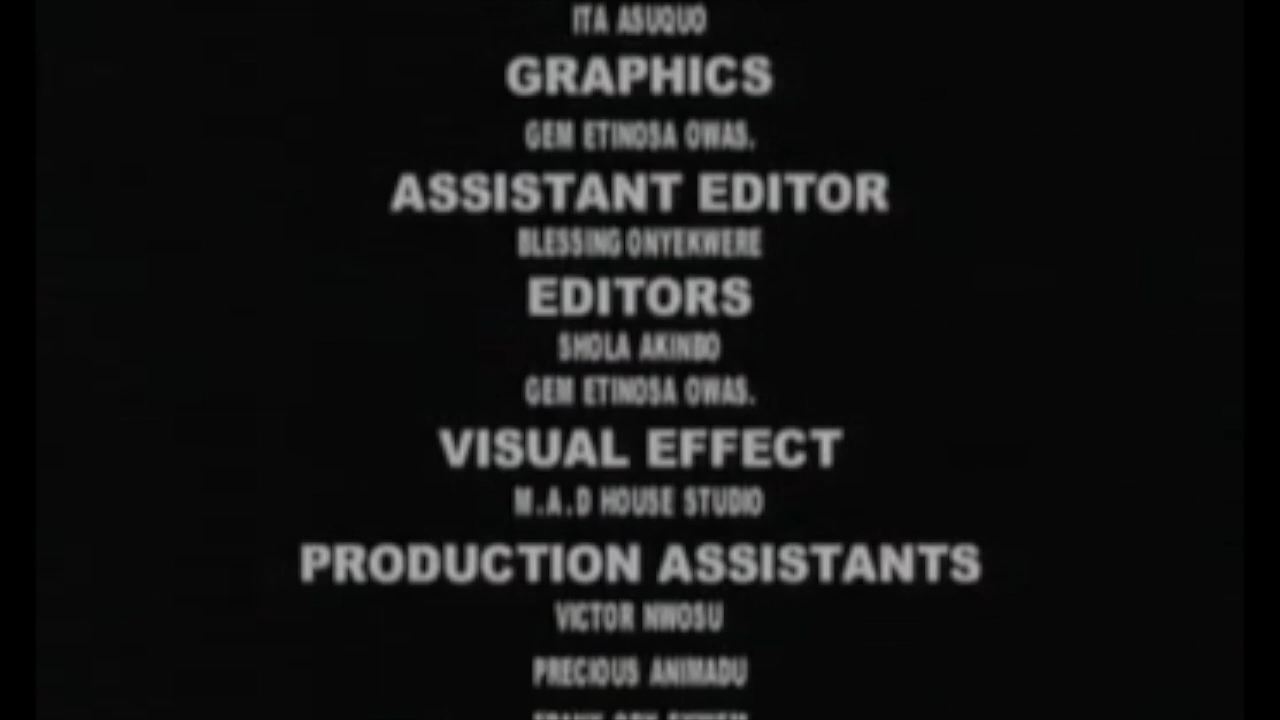 ITA ASUQUO
GRAPHICS
GEM ETINOSA OWAS.
ASSISTANT EDITOR
BLESSING ONYEKWERE
EDITORS
SHOLA AKINBO
GEM ETINOSA OWAS.
VISUAL EFFECT
M.A.D HOUSE STUDIO
PRODUCTION ASSISTANTS
VICTOR NWOSU
PRECIOUS ANIMADU